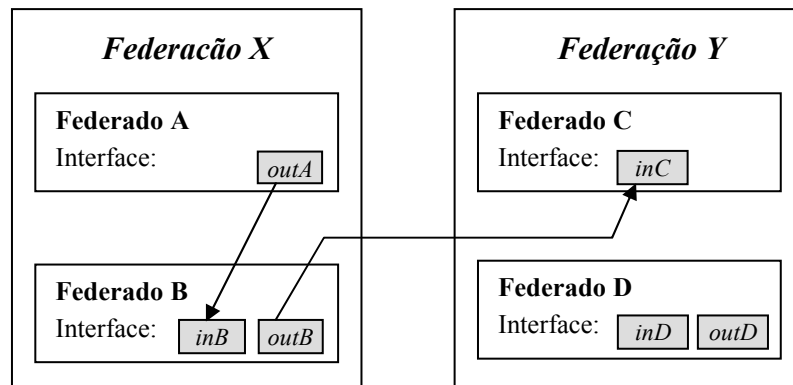 Federacão X
Federado A
Interface:
outA
Federado B
Interface:
inB
outB
Federação Y
Federado C
Interface:
inC
Federado D
Interface:
inD
outD